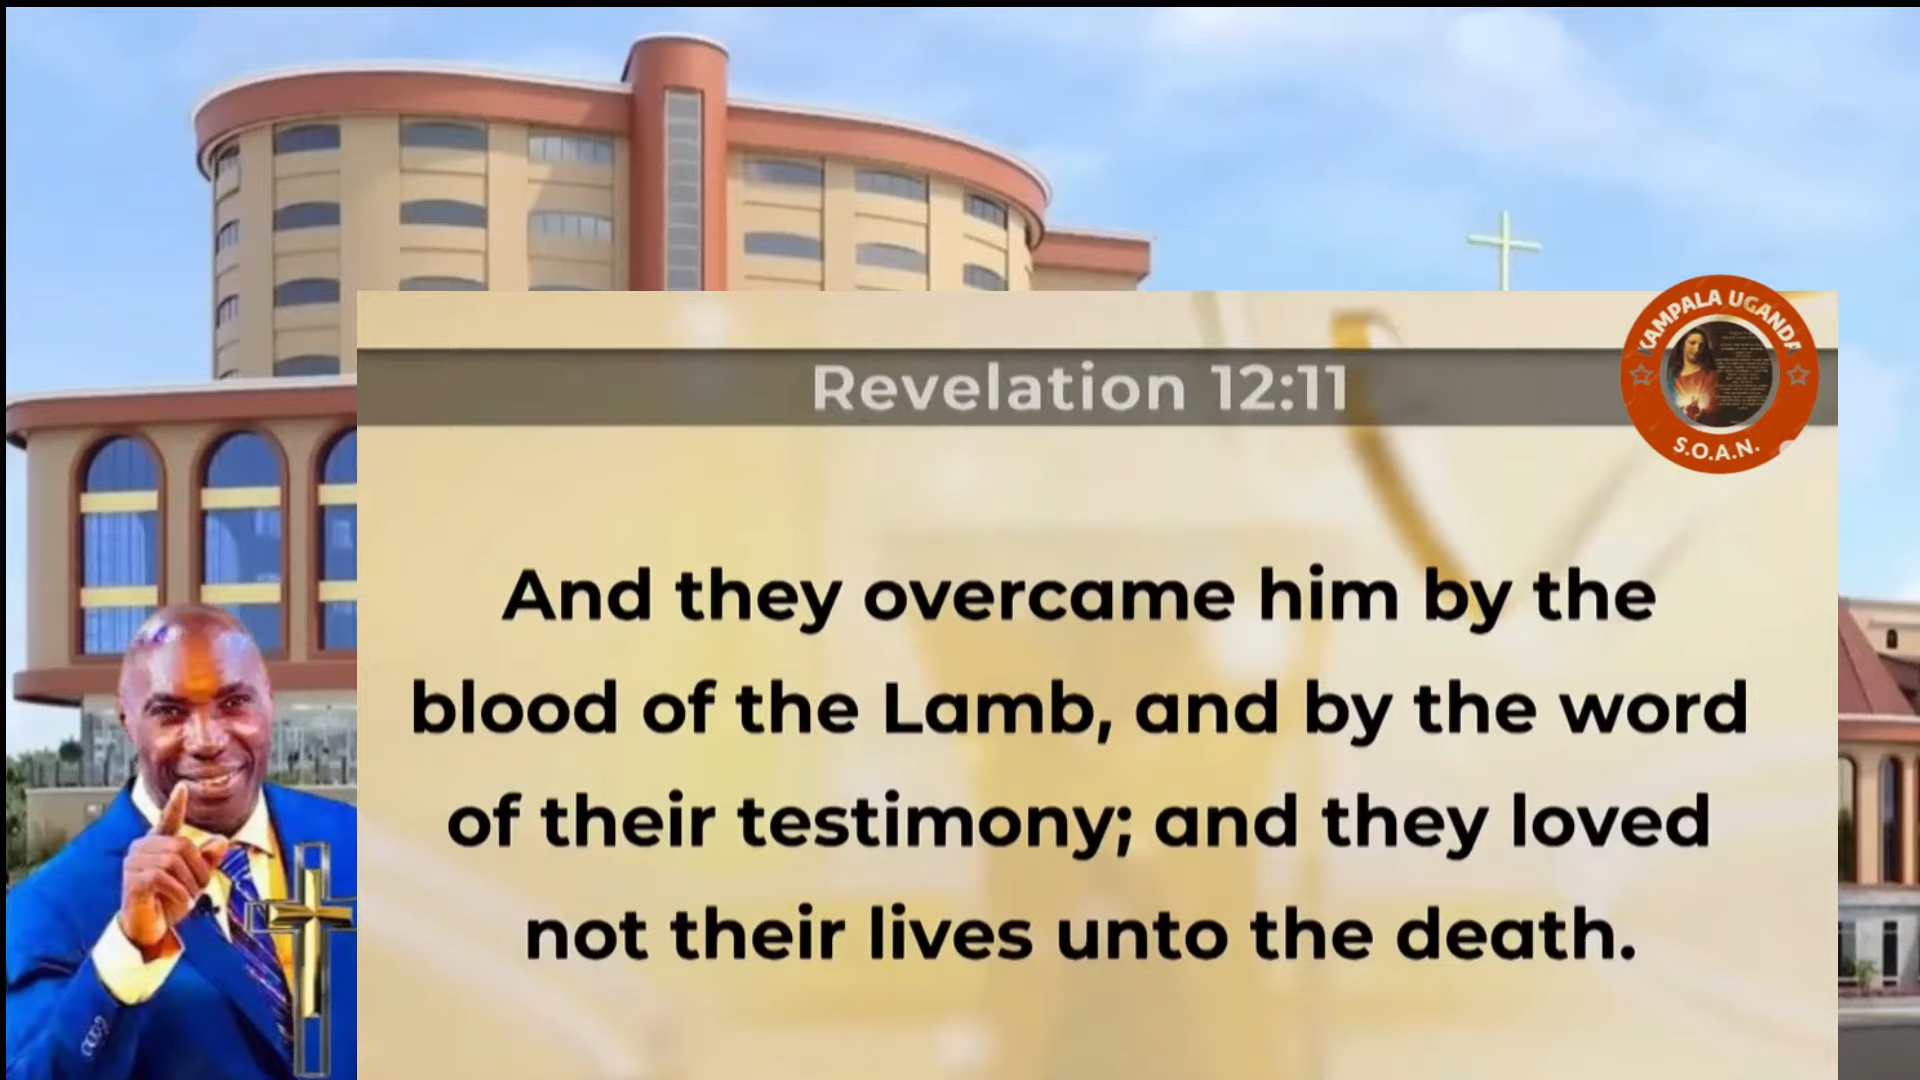 KAMPALA UGANDA
S.O.A.N.
Revelation 12:11
And they overcame him by the
blood of the Lamb, and by the word
of their testimony; and they loved
not their lives unto the death.